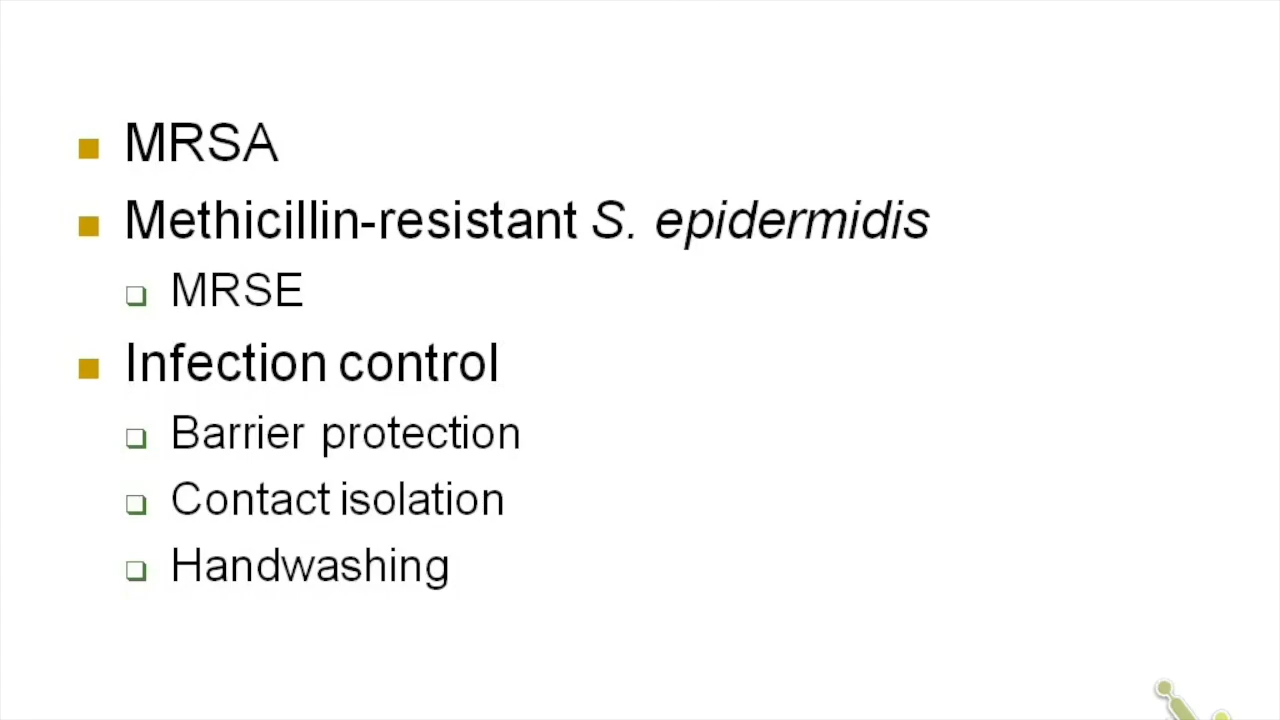 MRSA
Methicillin-resistant S. epidermidis
MRSE
Infection control
Barrier protection
Contact isolation
Handwashing